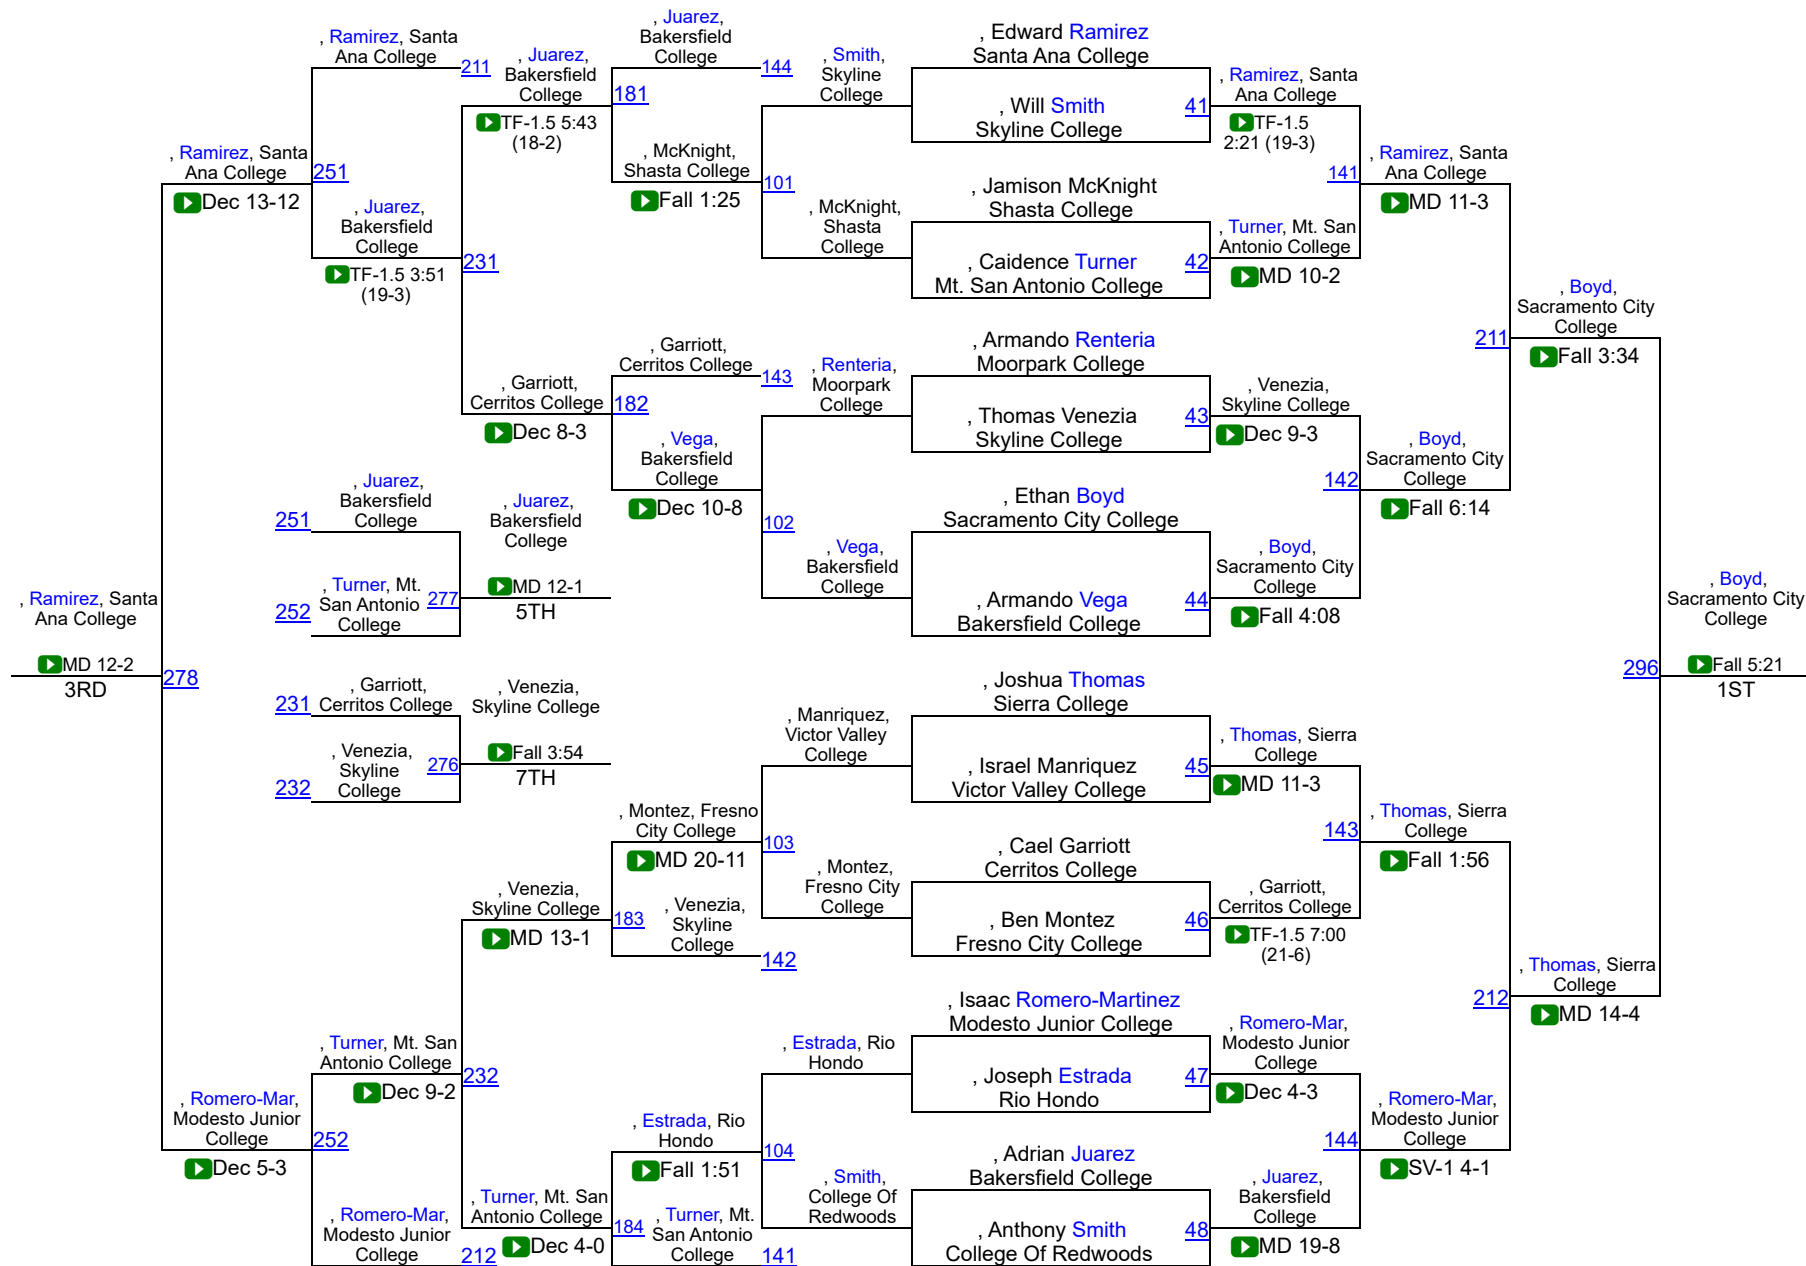 , Ramirez, Santa
Ana College
211
, Juarez,
Bakersfield
College
TF-1.5 5:43
(18-2)
181
, Juarez,
Bakersfield
College
144
, McKnight,
Shasta College
Fall 1:25
101
, Smith,
Skyline
College
, McKnight,
Shasta
College
, Edward Ramirez
Santa Ana College
, Will Smith
Skyline College
41
, Jamison McKnight
Shasta College
, Caidence Turner
Mt. San Antonio College
42
, Ramirez, Santa
Ana College
TF-1.5
2:21 (19-3)
141
, Turner, Mt. San
Antonio College
MD 10-2
, Ramirez, Santa
Ana College
MD 11-3
, Ramirez, Santa
Ana College
Dec 13-12
251
, Juarez,
Bakersfield
College
TF-1.5 3:51
(19-3)
231
, Garriott,
Cerritos College
Dec 8-3
182
, Garriott,
Cerritos College
143
, Vega,
Bakersfield
College
Dec 10-8
102
, Renteria,
Moorpark
College
, Vega,
Bakersfield
College
, Armando Renteria
Moorpark College
, Thomas Venezia
Skyline College
43
, Ethan Boyd
Sacramento City College
, Armando Vega
Bakersfield College
44
, Venezia,
Skyline College
Dec 9-3
142
, Boyd,
Sacramento City
College
Fall 4:08
, Boyd,
Sacramento City
College
Fall 6:14
211
, Boyd,
Sacramento City
College
Fall 3:34
251
, Juarez,
Bakersfield
College
252
, Turner, Mt.
San Antonio
College
277
, Juarez,
Bakersfield
College
MD 12-1
5TH
, Ramirez, Santa
Ana College
MD 12-2
3RD
278
231
, Garriott,
Cerritos College
232
, Venezia,
Skyline
College
276
, Venezia,
Skyline College
Fall 3:54
7TH
296
, Boyd,
Sacramento City
College
Fall 5:21
1ST
, Manriquez,
Victor Valley
College
, Montez, Fresno
City College
MD 20-11
103
, Montez,
Fresno City
College
, Joshua Thomas
Sierra College
, Israel Manriquez
Victor Valley College
45
, Cael Garriott
Cerritos College
, Ben Montez
Fresno City College
46
, Thomas, Sierra
College
MD 11-3
143
, Garriott,
Cerritos College
TF-1.5 7:00
(21-6)
, Thomas, Sierra
College
Fall 1:56
, Venezia,
Skyline College
MD 13-1
183
, Venezia,
Skyline
College
142
212
, Thomas, Sierra
College
MD 14-4
, Turner, Mt. San
Antonio College
Dec 9-2
232
, Romero-Mar,
Modesto Junior
College
Dec 5-3
252
, Romero-Mar,
Modesto Junior
College
212
, Turner, Mt. San
Antonio College
Dec 4-0
184
, Estrada, Rio
Hondo
Fall 1:51
, Turner, Mt.
San Antonio
College
141
104
, Estrada, Rio
Hondo
, Smith,
College Of
Redwoods
, Isaac Romero-Martinez
Modesto Junior College
, Joseph Estrada
Rio Hondo
47
, Adrian Juarez
Bakersfield College
, Anthony Smith
College Of Redwoods
48
, Romero-Mar,
Modesto Junior
College
Dec 4-3
144
, Juarez,
Bakersfield
College
MD 19-8
, Romero-Mar,
Modesto Junior
College
SV-1 4-1